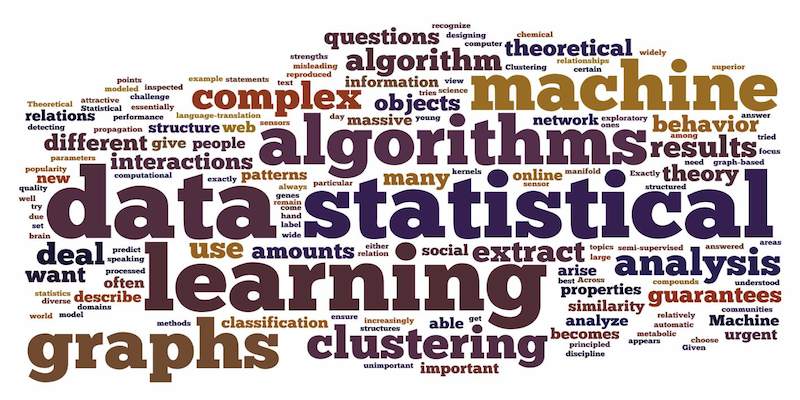 recognize
questions designing chemical
computer theoretical widely
strengths algorithm Clustering relationships
misleading certain superior
reproduced
points example statements text information view machine
modeled inspected tries science
challenge complex objects
Theoretical attractive essentially
relations Statistical language-translation day massive young network exploratory answer
detecting performance sensors ones behavior
propagation structure web algorithms among tried
different give people results focus
parameters interactions patterns kernels manifold need graph-based
popularity computational always many online Exactly theory
new exactly genes particular sensor structured
quality remain
well data come statistical
try hand
due label
set wide
brain
deal predict use amounts either social extract topics semi-supervised answered areas
speaking relation large analysis
want processed learning arise best Across compounds understood
statistics often properties guarantees
diverse describe similarity communities
domains relatively
world model methods classification ensure increasingly able get analyze automatic Machine
structures becomes metabolic choose urgent
graphs clustering principled appears Given
discipline
unimportant important